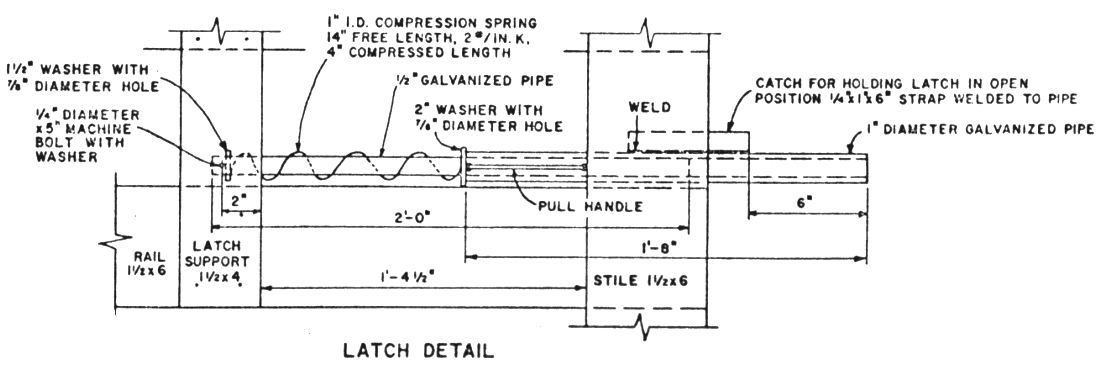 1" I.D. COMPRESSION SPRING
14" FREE LENGTH, 2#/IN. K,
4" COMPRESSED LENGTH
1½" WASHER WITH
⅞" DIAMETER HOLE
½" GALVANIZED PIPE
CATCH FOR HOLDING LATCH IN OPEN
POSITION ¼"x1"x6" STRAP WELDED TO PIPE
¼" DIAMETER
x5" MACHINE
BOLT WITH
WASHER
2" WASHER WITH
⅞" DIAMETER HOLE
WELD
1" DIAMETER GALVANIZED PIPE
2"
PULL HANDLE
6"
2'-0"
1'-8"
RAIL
1½x6
LATCH
SUPPORT
1½x4
1'-4½"
STILE 1½x6
LATCH DETAIL